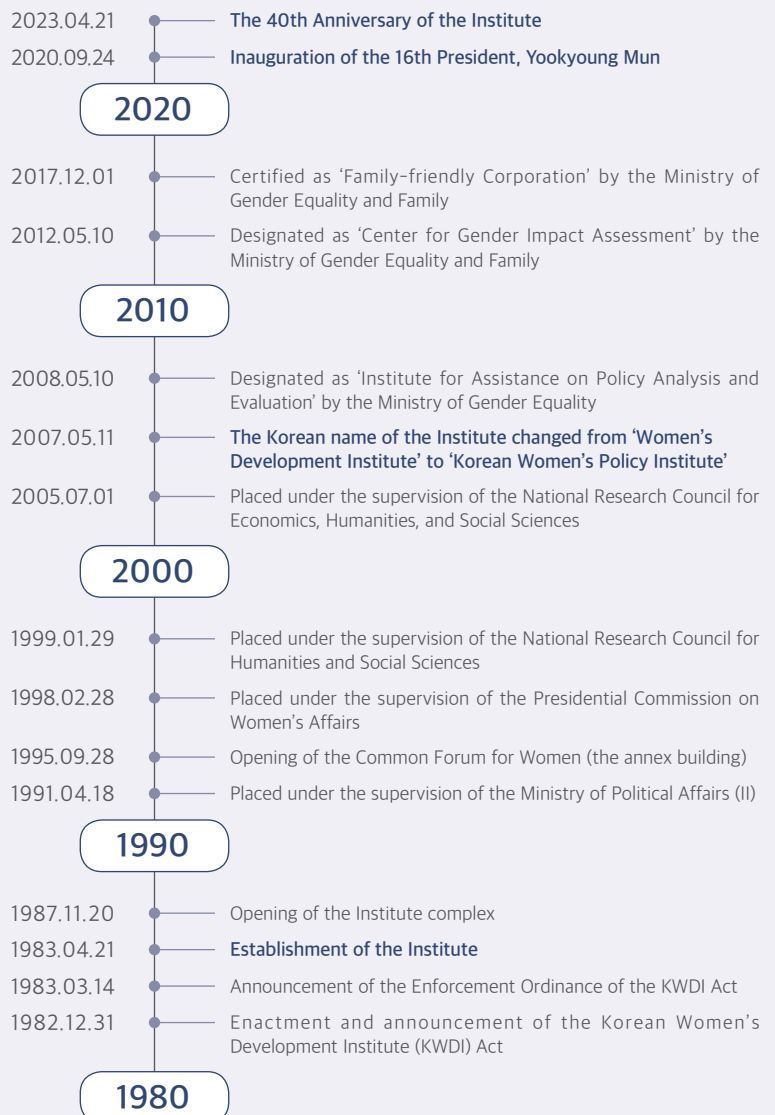 2023.04.21 The 40th Anniversary of the Institute
2020.09.24 Inauguration of the 16th President, Yookyoung Mun
2020
2017.12.01 Certified as ‘Family-friendly Corporation’ by the Ministry of
Gender Equality and Family
2012.05.10 Designated as ‘Center for Gender Impact Assessment’ by the
Ministry of Gender Equality and Family
2010
2008.05.10 Designated as ‘Institute for Assistance on Policy Analysis and
Evaluation’ by the Ministry of Gender Equality
2007.05.11 The Korean name of the Institute changed from ‘Women’s
Development Institute’ to ‘Korean Women’s Policy Institute’
2005.07.01 Placed under the supervision of the National Research Council for
Economics, Humanities, and Social Sciences
2000
1999.01.29 Placed under the supervision of the National Research Council for
Humanities and Social Sciences
1998.02.28 Placed under the supervision of the Presidential Commission on
Women’s Affairs
1995.09.28 Opening of the Common Forum for Women (the annex building)
1991.04.18 Placed under the supervision of the Ministry of Political Affairs (II)
1990
1987.11.20 Opening of the Institute complex
1983.04.21 Establishment of the Institute
1983.03.14 Announcement of the Enforcement Ordinance of the KWDI Act
1982.12.31 Enactment and announcement of the Korean Women’s
Development Institute (KWDI) Act
1980